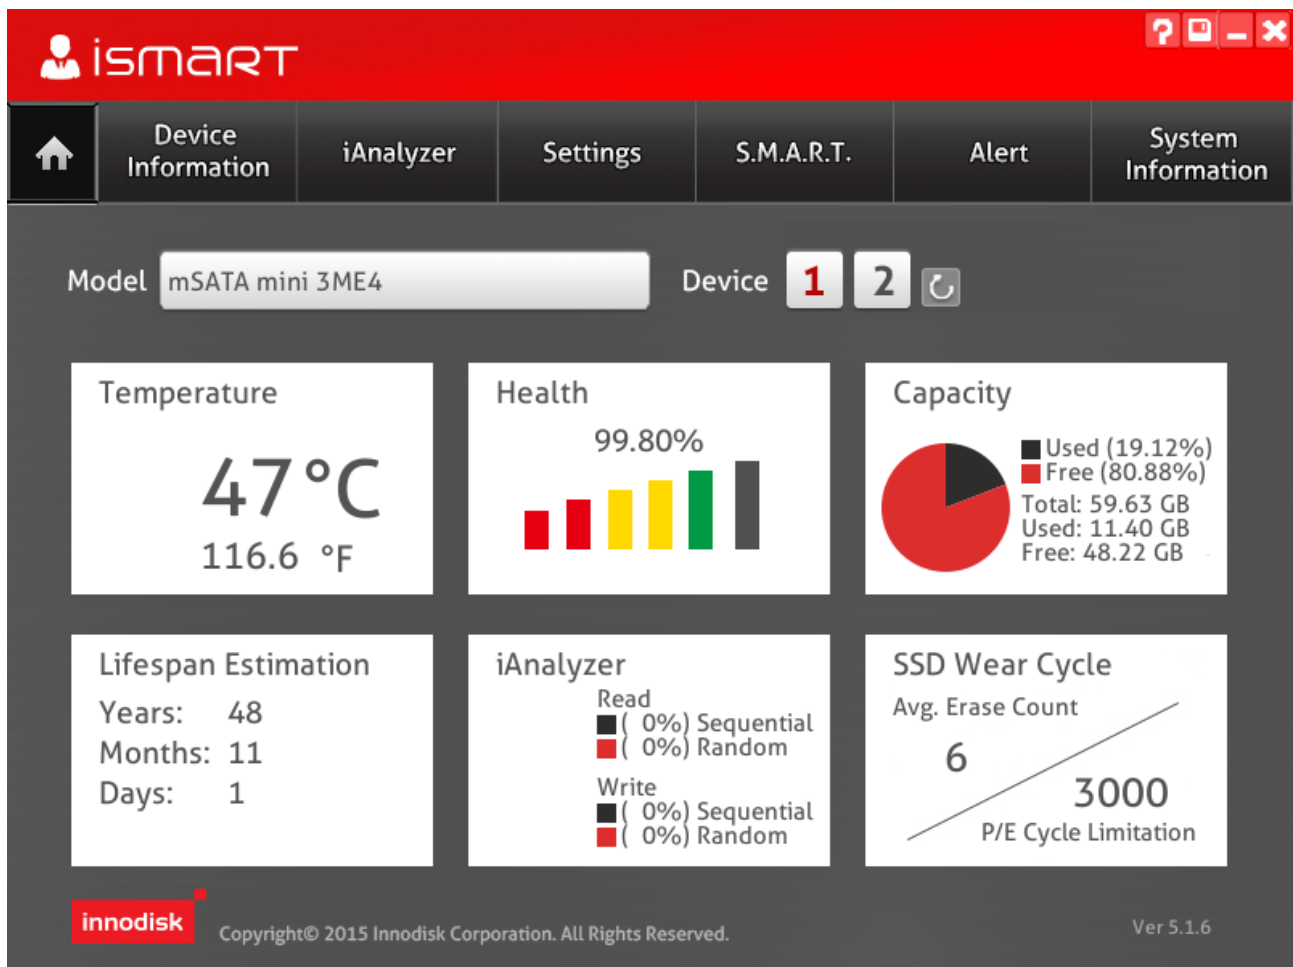 ismart
Device
Information
iAnalyzer
Settings
S.M.A.R.T.
Alert
System
Information
Model
mSATA mini 3ME4
Device
1
2
Temperature
47°C
116.6 °F
Health
99.80%
Capacity
Used (19.12%)
Free (80.88%)
Total: 59.63 GB
Used: 11.40 GB
Free: 48.22 GB
Lifespan Estimation
Years: 48
Months: 11
Days: 1
iAnalyzer
Read
( 0%) Sequential
( 0%) Random
Write
( 0%) Sequential
( 0%) Random
SSD Wear Cycle
Avg. Erase Count
6
3000
P/E Cycle Limitation
innodisk
Copyright© 2015 Innodisk Corporation. All Rights Reserved.
Ver 5.1.6